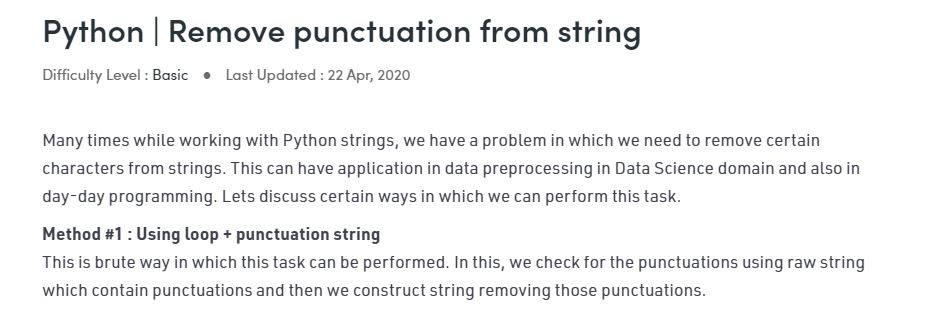 Python | Remove punctuation from string
Difficulty Level : Basic ● Last Updated : 22 Apr, 2020
Many times while working with Python strings, we have a problem in which we need to remove certain
characters from strings. This can have application in data preprocessing in Data Science domain and also in
day-day programming. Lets discuss certain ways in which we can perform this task.
Method #1 : Using loop + punctuation string
This is brute way in which this task can be performed. In this, we check for the punctuations using raw string
which contain punctuations and then we construct string removing those punctuations.